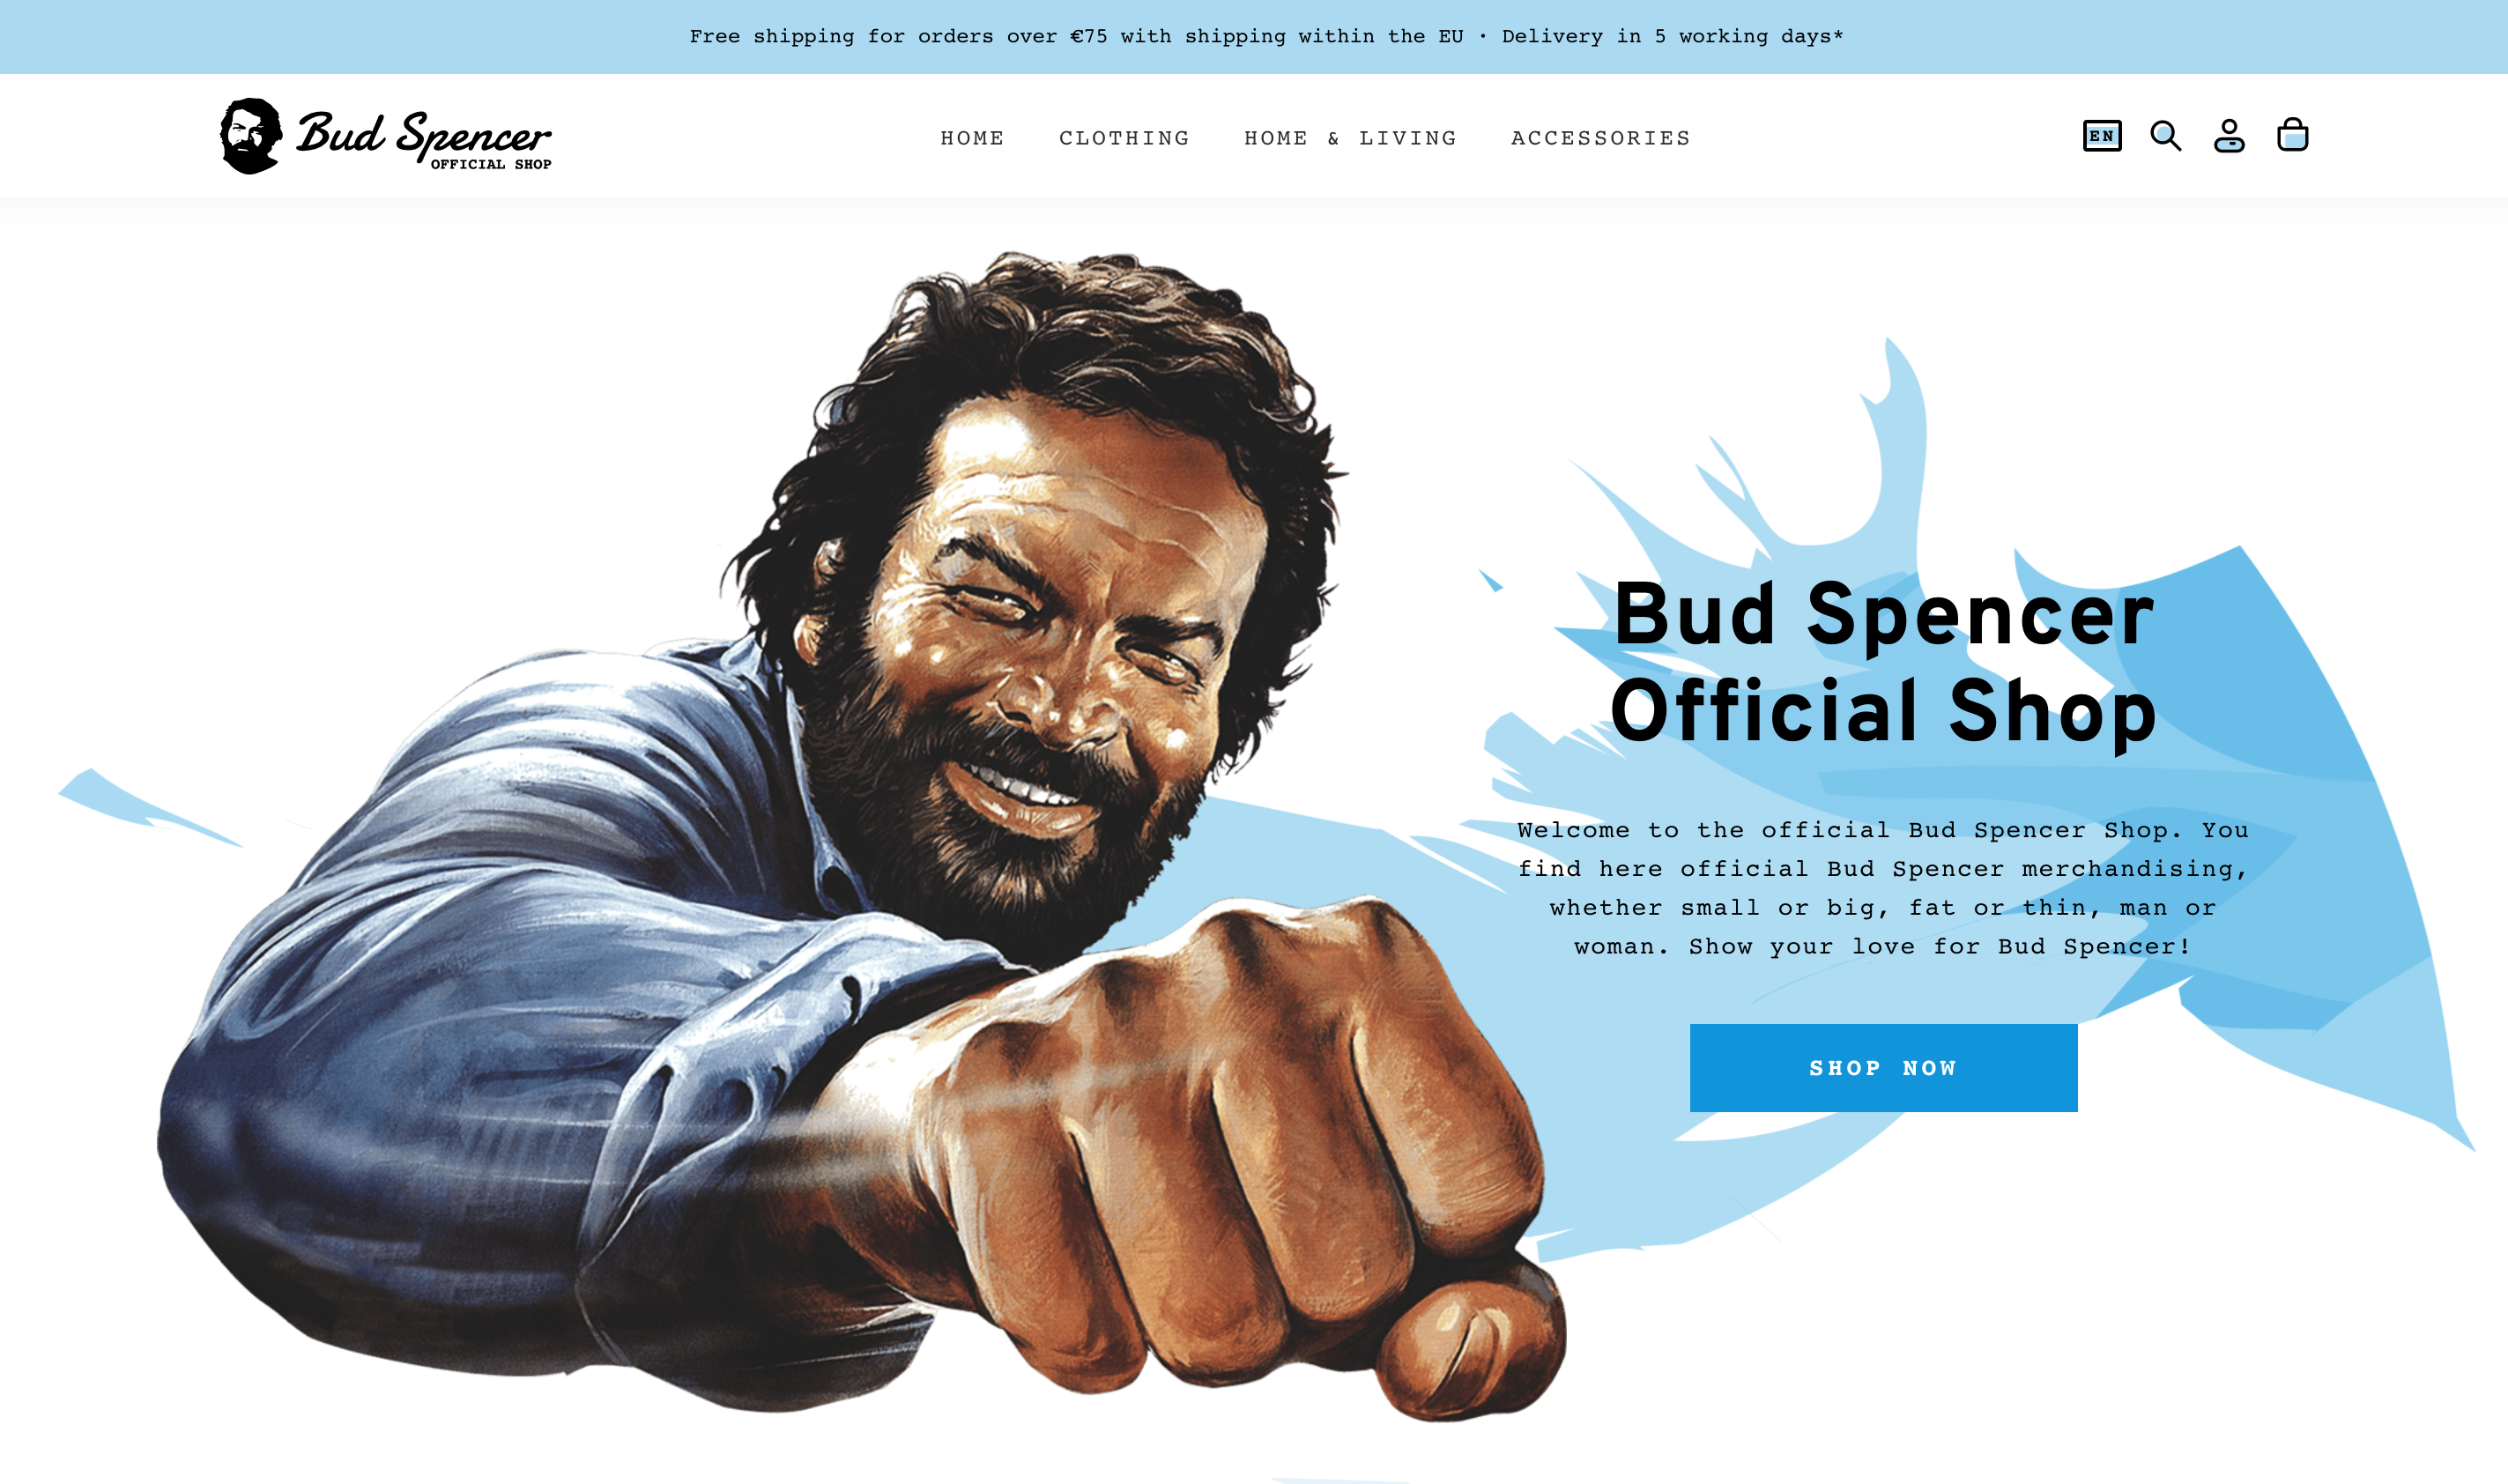 Free shipping for orders over €75 with shipping within the EU · Delivery in 5 working days*
Bud Spencer
OFFICIAL SHOP
HOME
CLOTHING
HOME & LIVING
ACCESSORIES
EN
Bud Spencer
Official Shop
Welcome to the official Bud Spencer Shop. You
find here official Bud Spencer merchandising,
whether small or big, fat or thin, man or
woman. Show your love for Bud Spencer!
SHOP NOW